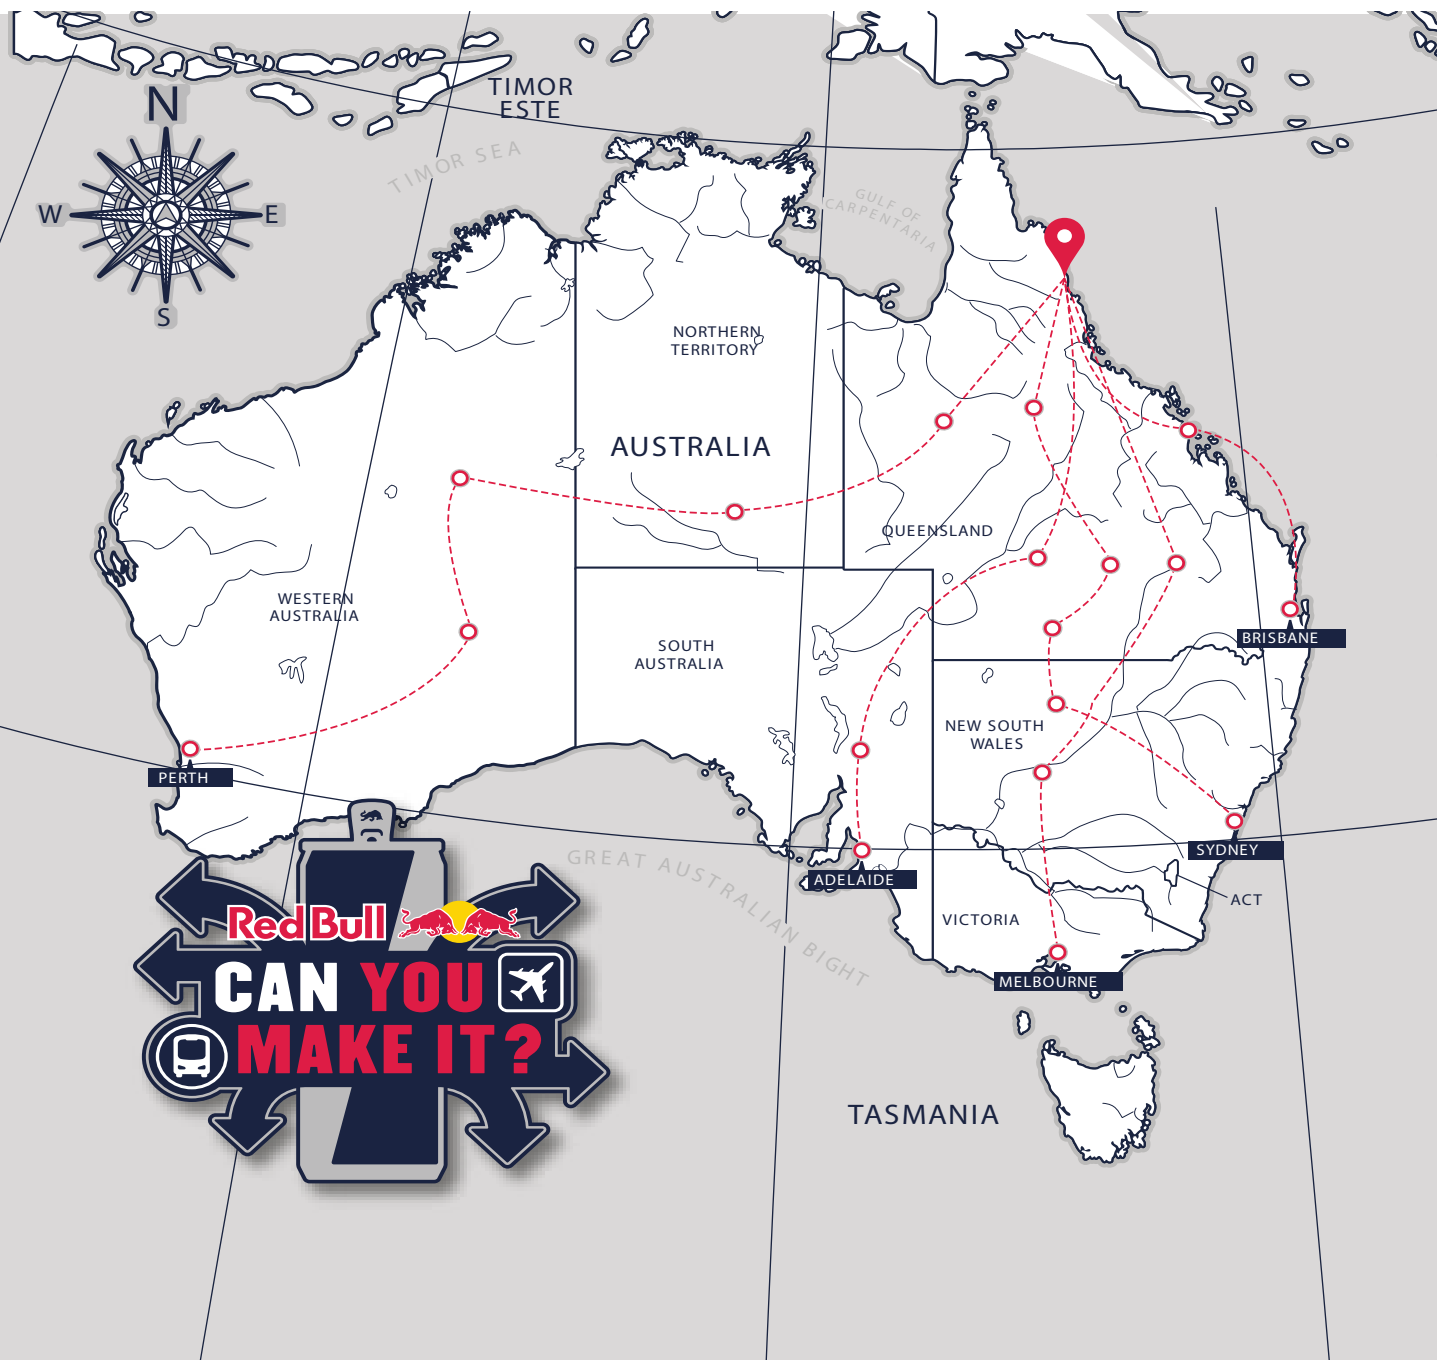 TIMOR
ESTE
N
W
E
S
TIMOR SEA
GULF OF
CARPENTARIA
NORTHERN
TERRITORY
AUSTRALIA
QUEENSLAND
WESTERN
AUSTRALIA
SOUTH
AUSTRALIA
BRISBANE
NEW SOUTH
WALES
PERTH
SYDNEY
ADELAIDE
ACT
VICTORIA
GREAT AUSTRALIAN BIGHT
MELBOURNE
Red Bull
CAN YOU
MAKE IT?
TASMANIA